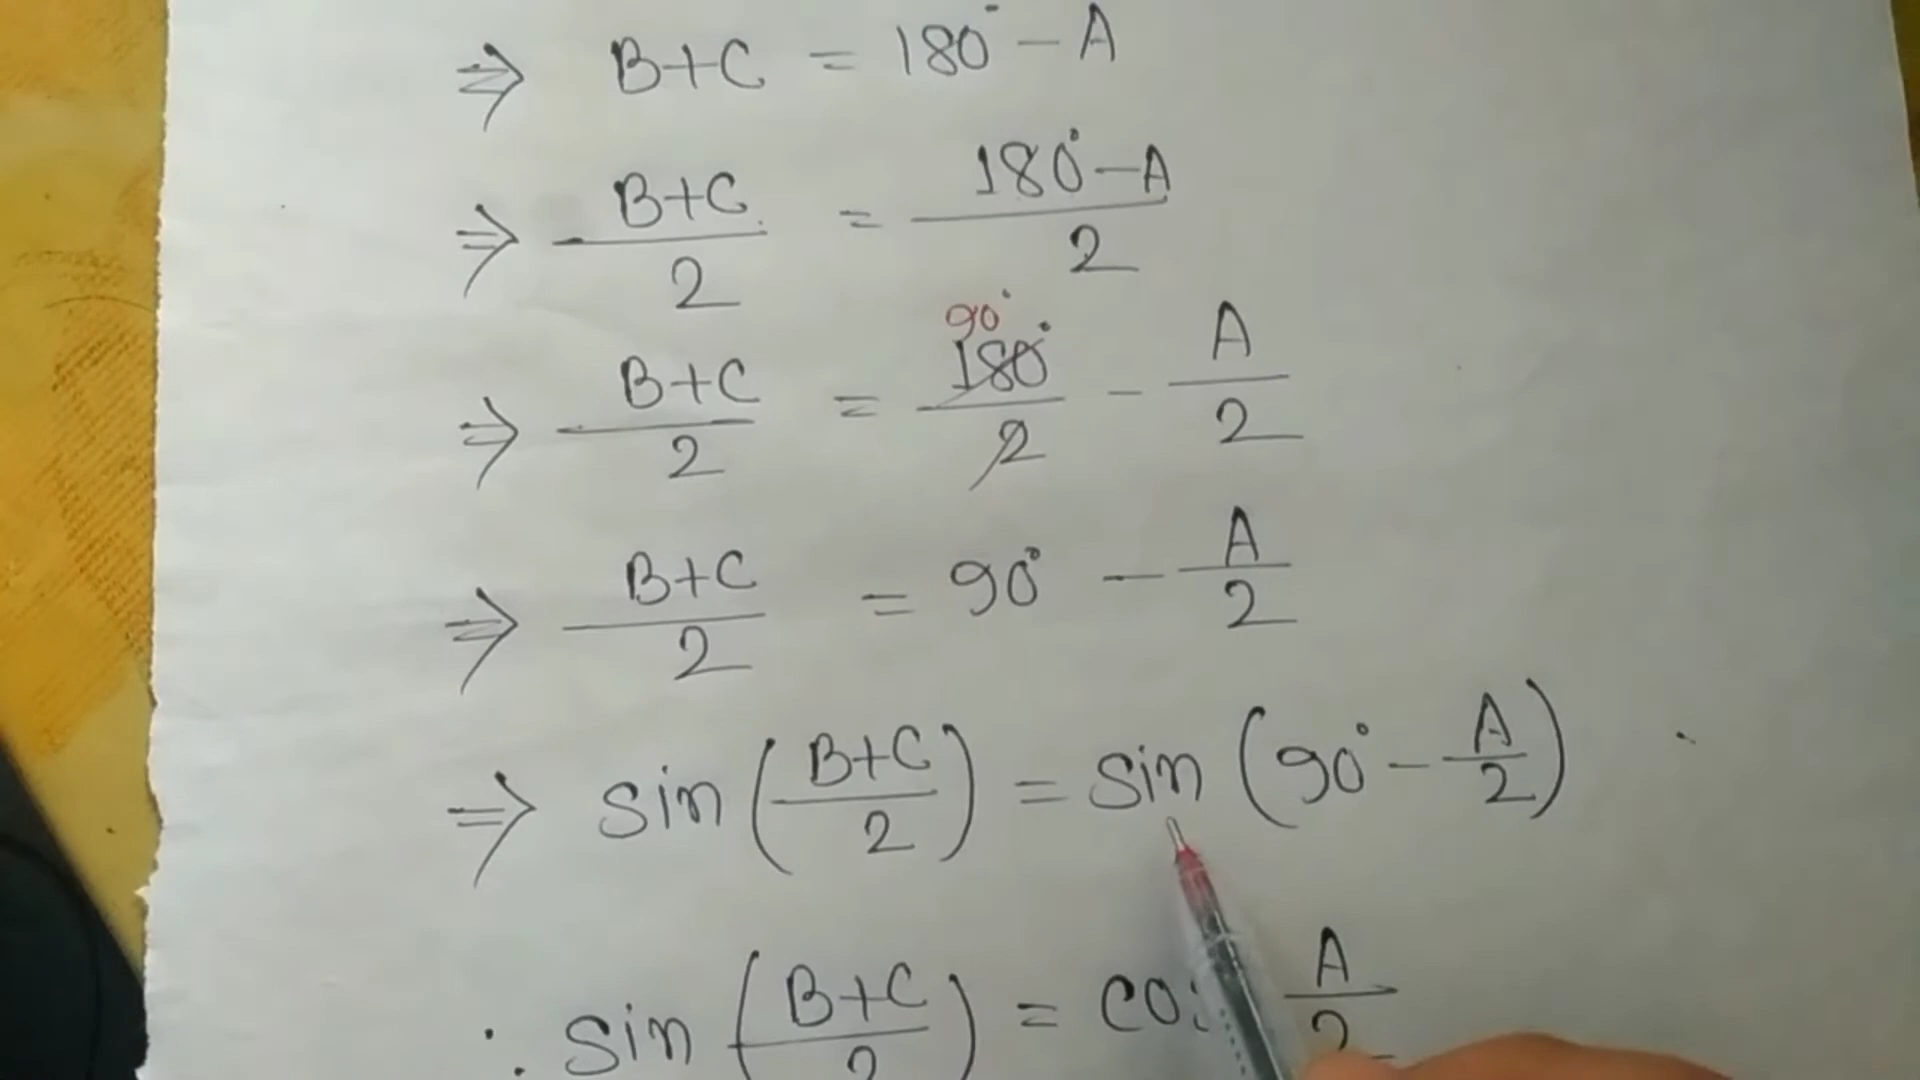 ⇒ B+C = 180° - A
⇒ (B+C)/2 = (180° - A)/2
90°
⇒ (B+C)/2 = 180°/2 - A/2
⇒ (B+C)/2 = 90° - A/2
⇒ sin((B+C)/2) = sin(90° - A/2)
∴ sin((B+C)/2) = cos A/2